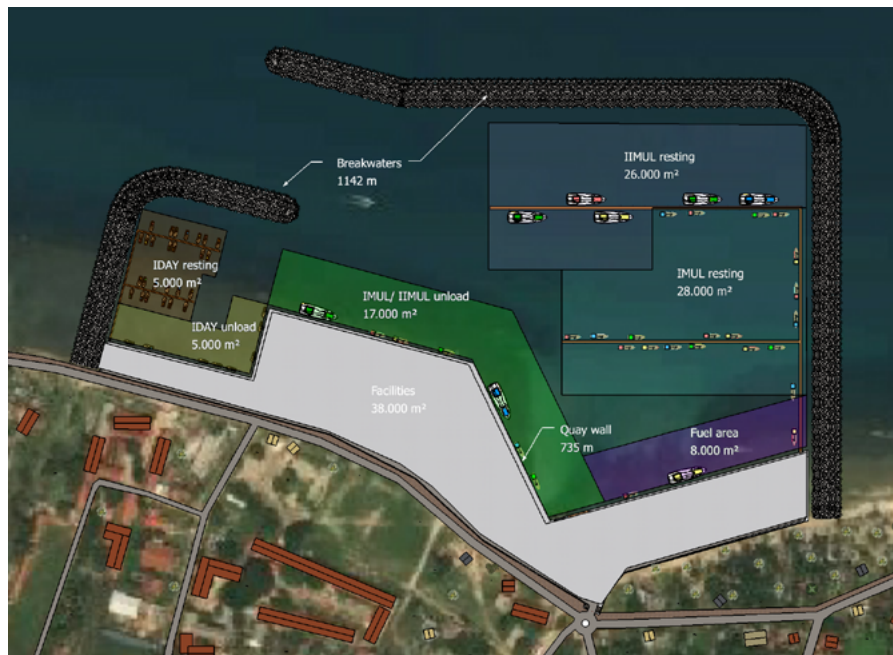 Breakwaters
1142 m
IIMUL resting
26.000 m²
IDAY resting
5.000 m²
IMUL resting
28.000 m²
IMUL/ IIMUL unload
17.000 m²
IDAY unload
5.000 m²
Facilities
38.000 m²
Quay wall
735 m
Fuel area
8.000 m²